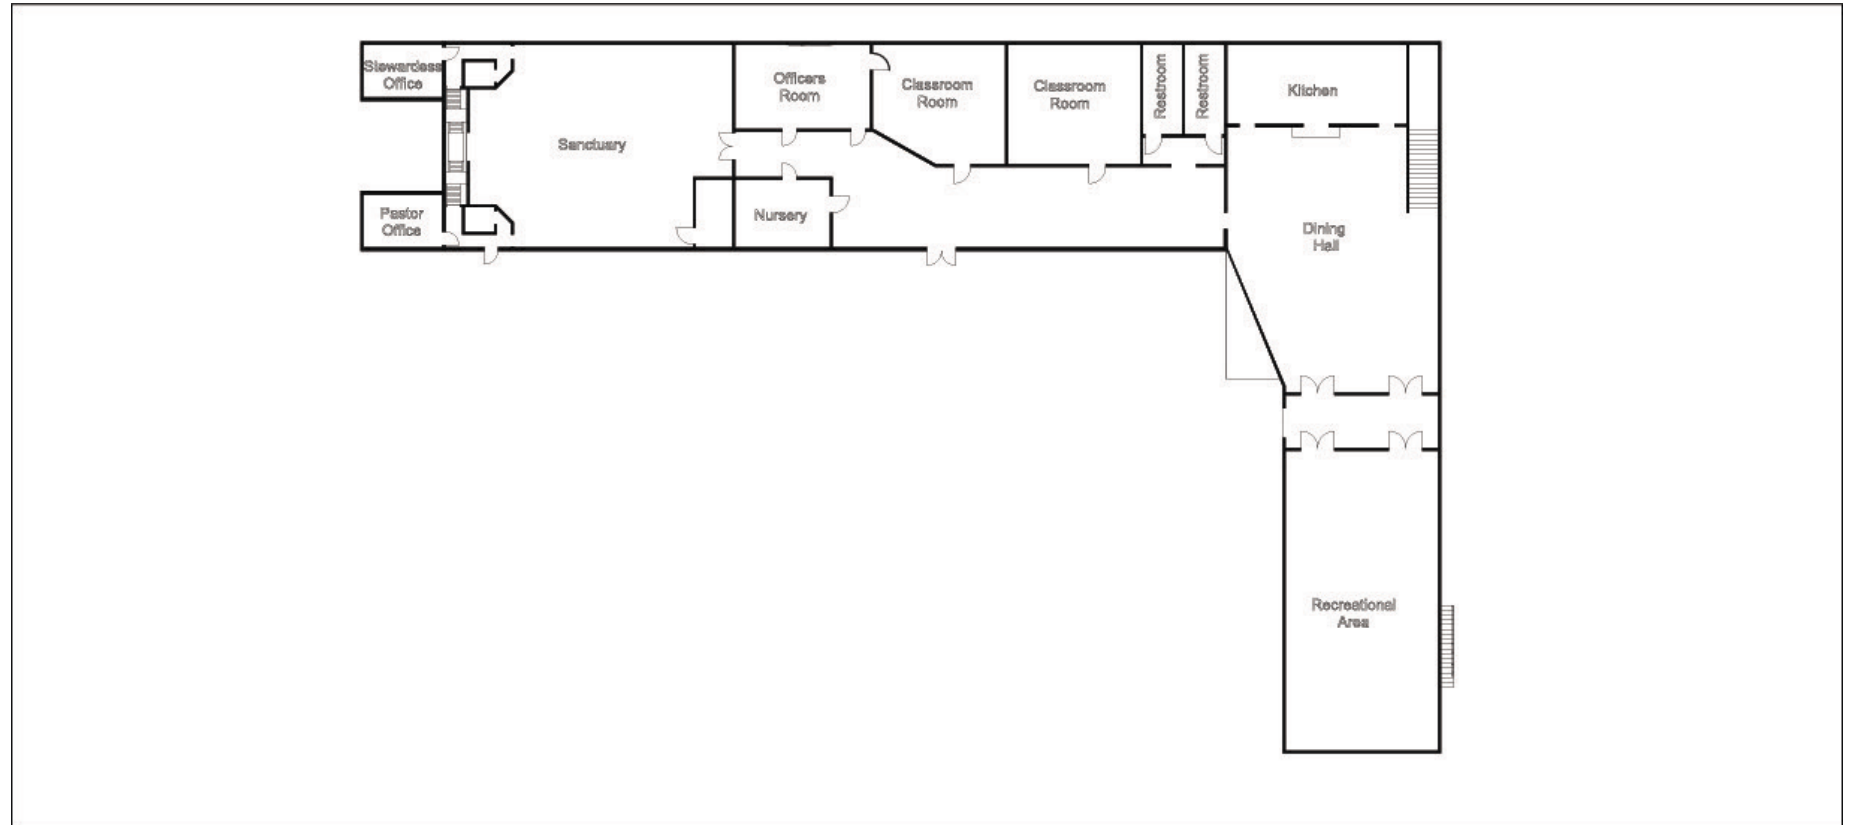 Stewardess
Office
Officers
Room
Classroom
Room
Classroom
Room
Restroom
Restroom
Kitchen
Sanctuary
Pastor
Office
Nursery
Dining
Hall
Recreational
Area